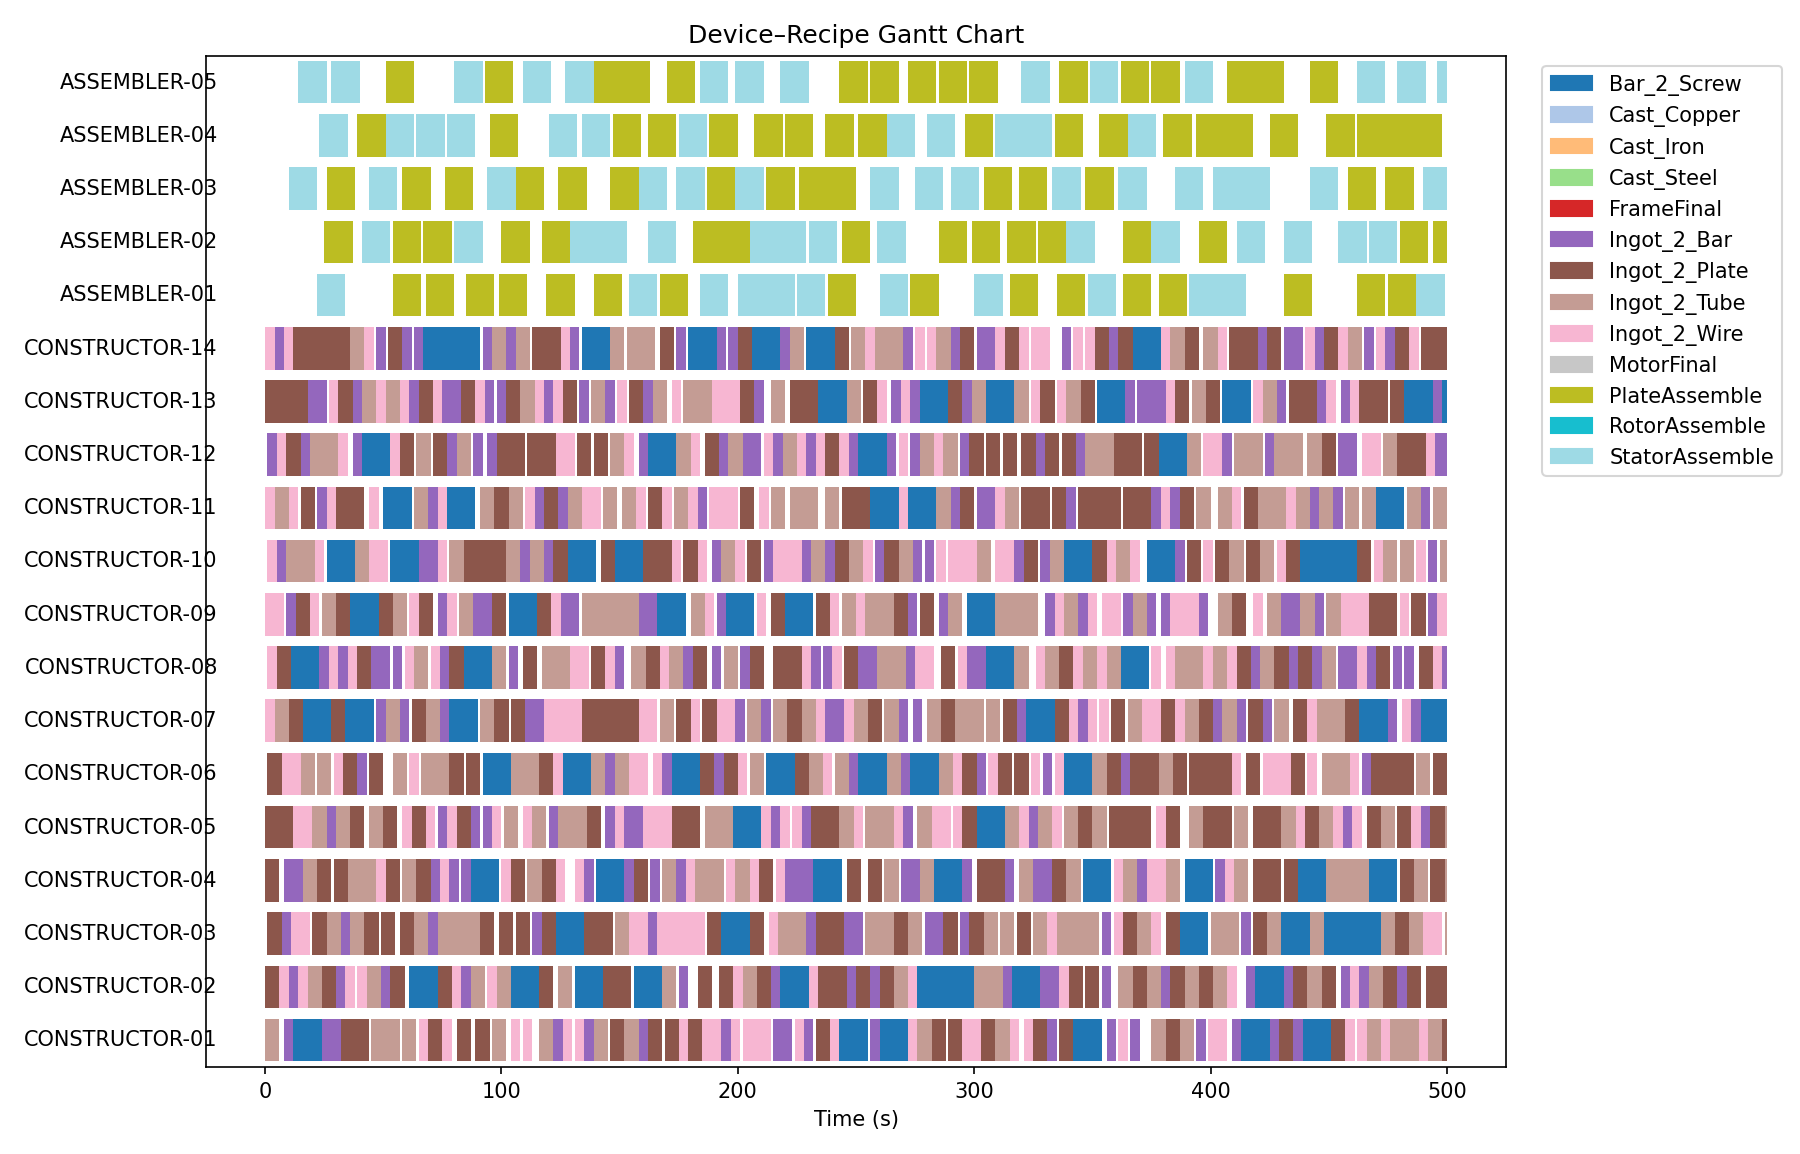 Device–Recipe Gantt Chart
ASSEMBLER-05
ASSEMBLER-04
ASSEMBLER-03
ASSEMBLER-02
ASSEMBLER-01
CONSTRUCTOR-14
CONSTRUCTOR-13
CONSTRUCTOR-12
CONSTRUCTOR-11
CONSTRUCTOR-10
CONSTRUCTOR-09
CONSTRUCTOR-08
CONSTRUCTOR-07
CONSTRUCTOR-06
CONSTRUCTOR-05
CONSTRUCTOR-04
CONSTRUCTOR-03
CONSTRUCTOR-02
CONSTRUCTOR-01
0 100 200 300 400 500
Time (s)
Bar_2_Screw
Cast_Copper
Cast_Iron
Cast_Steel
FrameFinal
Ingot_2_Bar
Ingot_2_Plate
Ingot_2_Tube
Ingot_2_Wire
MotorFinal
PlateAssemble
RotorAssemble
StatorAssemble